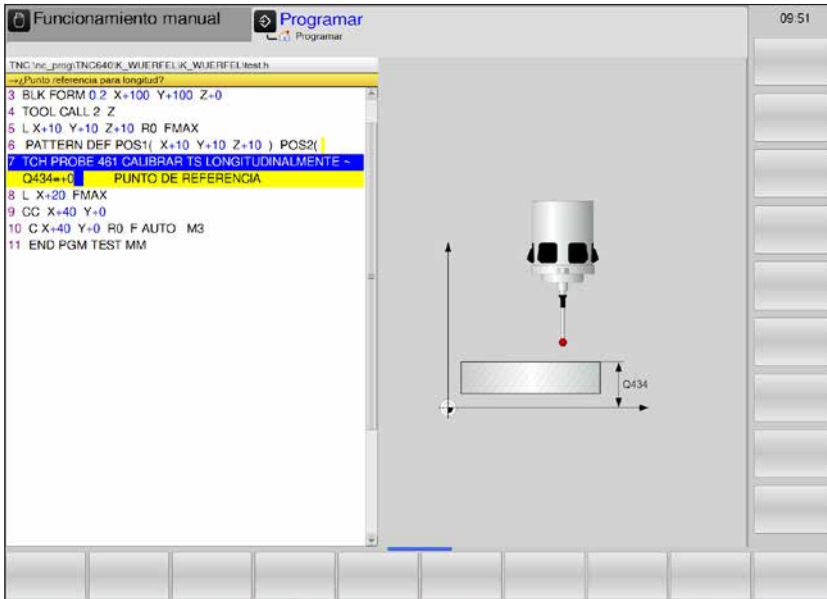 Funcionamiento manual
Programar
Programar
09:51
TNC:\nc_prog\TNC640\K_WUERFEL\K_WUERFEL\test.h
→¿Punto referencia para longitud?
3 BLK FORM 0.2 X+100 Y+100 Z+0
4 TOOL CALL 2 Z
5 L X+10 Y+10 Z+10 R0 FMAX
6 PATTERN DEF POS1( X+10 Y+10 Z+10 ) POS2(
7 TCH PROBE 461 CALIBRAR TS LONGITUDINALMENTE ~
Q434=+0 PUNTO DE REFERENCIA
8 L X+20 FMAX
9 CC X+40 Y+0
10 C X+40 Y+0 R0 F AUTO M3
11 END PGM TEST MM
Q434